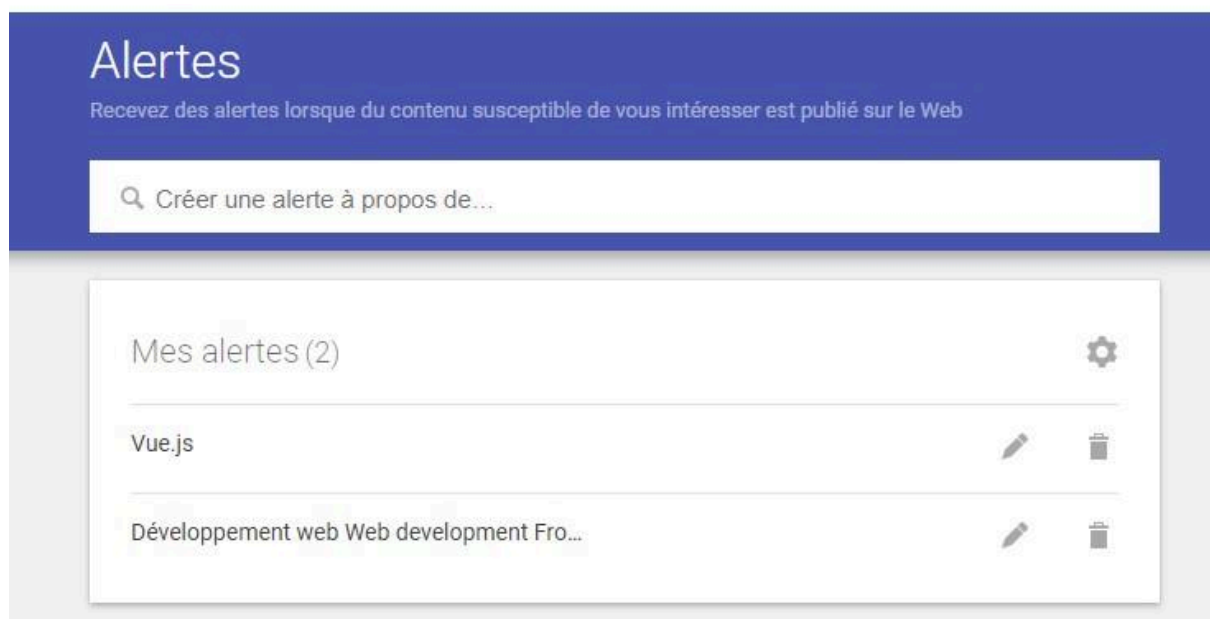 Alertes
Recevez des alertes lorsque du contenu susceptible de vous intéresser est publié sur le Web
Créer une alerte à propos de...
Mes alertes (2)
Vue.js
Développement web Web development Fro...